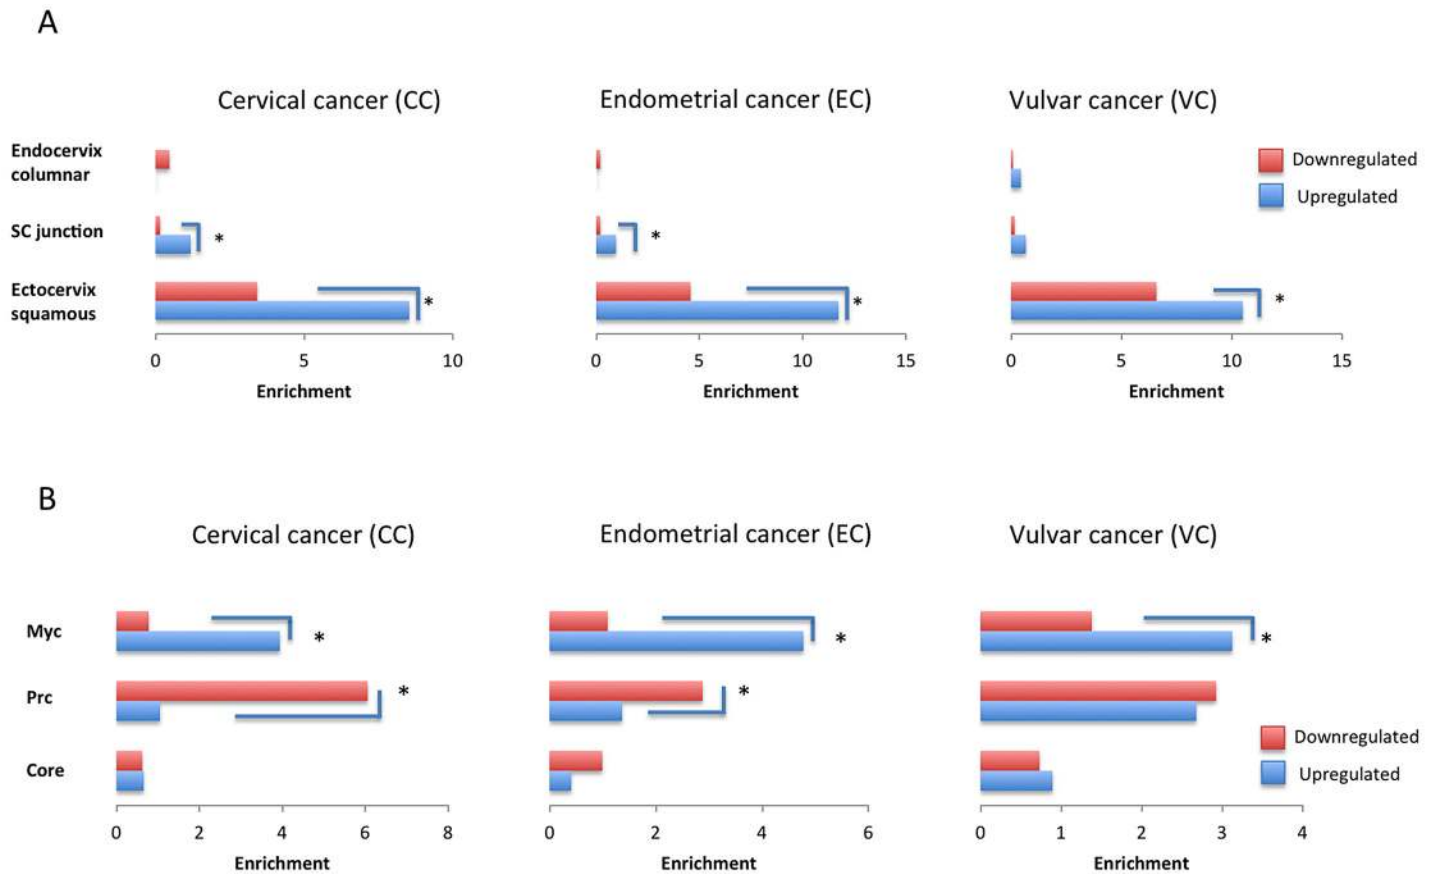 A
Cervical cancer (CC)
Endometrial cancer (EC)
Vulvar cancer (VC)
Endocervix
columnar
SC junction
*
*
Ectocervix
squamous
*
*
*
Downregulated
Upregulated
0 5 10
0 5 10 15
0 5 10 15
Enrichment
Enrichment
Enrichment
B
Cervical cancer (CC)
Endometrial cancer (EC)
Vulvar cancer (VC)
Myc
*
*
*
Prc
*
*
Core
Downregulated
Upregulated
0 2 4 6 8
0 2 4 6
0 1 2 3 4
Enrichment
Enrichment
Enrichment